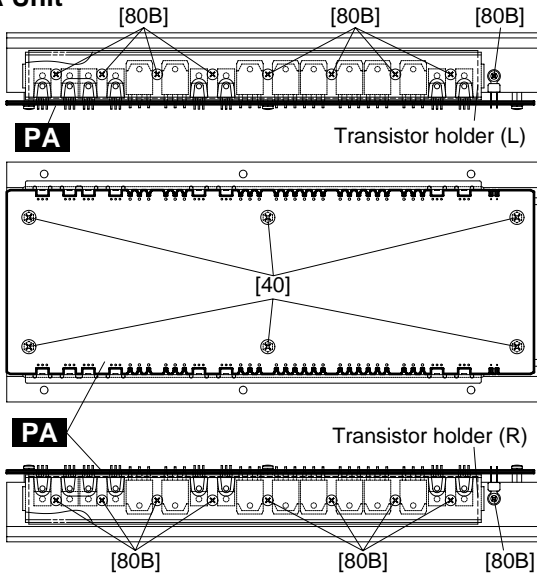 Unit
[80B] [80B] [80B]
PA
Transistor holder (L)
[40]
PA
Transistor holder (R)
[80B] [80B] [80B]